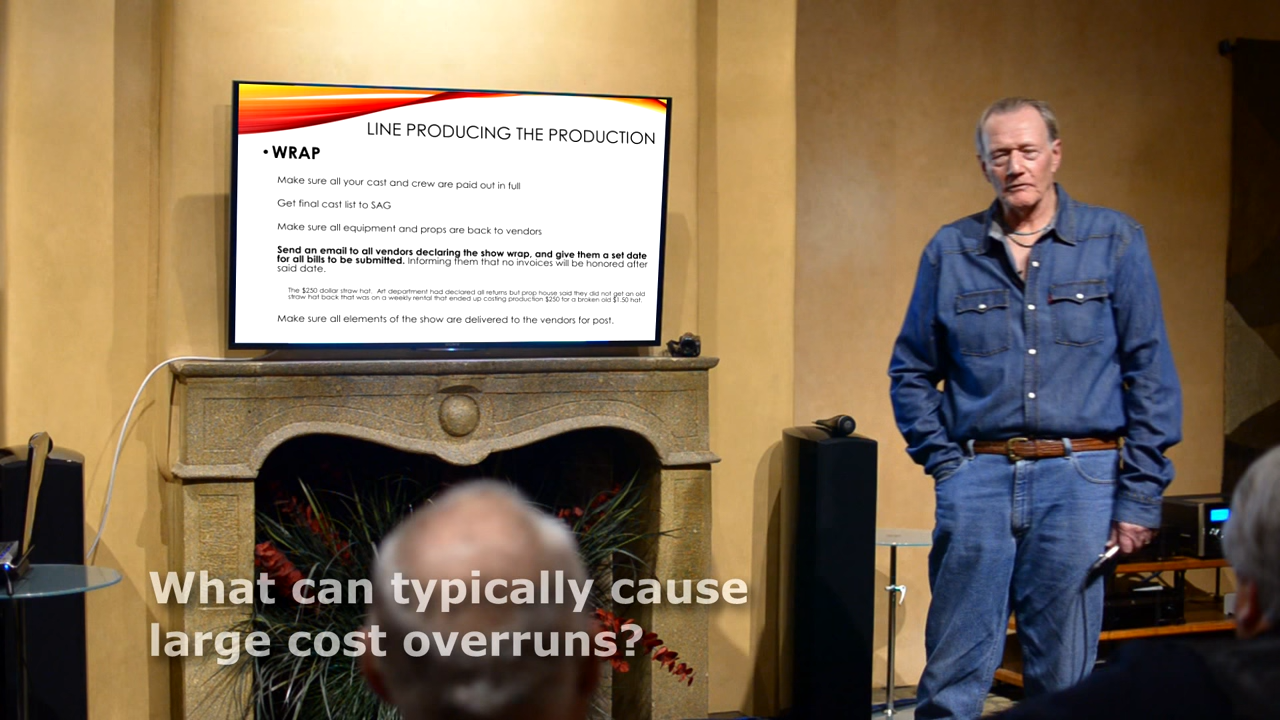 LINE PRODUCING THE PRODUCTION
• WRAP
Make sure all your cast and crew are paid out in full
Get final cast list to SAG
Make sure all equipment and props are back to vendors
Send an email to all vendors declaring the show wrap, and give them a set date
for all bills to be submitted. Informing them that no invoices will be honored after
said date.
The $250 dollar straw hat. Art department had declared all returns but prop house said they did not get an old
straw hat back that was on a weekly rental that ended up costing production $250 for a broken old $1.50 hat.
Make sure all elements of the show are delivered to the vendors for post.
What can typically cause
large cost overruns?